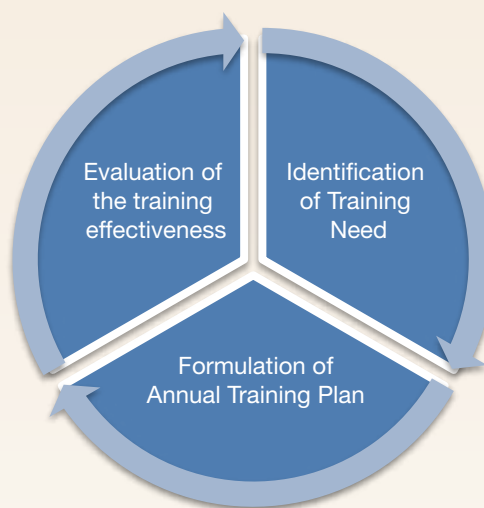 Evaluation of
the training
effectiveness
Identification
of Training
Need
Formulation of
Annual Training Plan